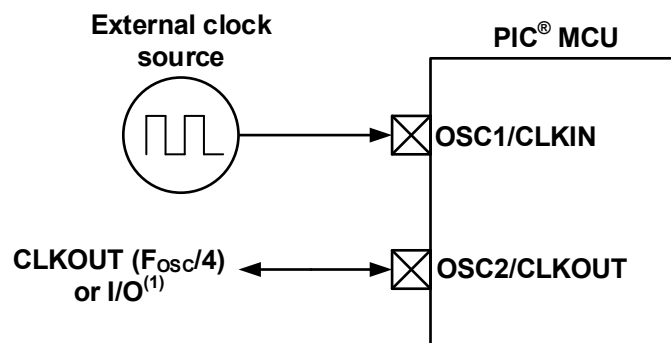 External clock
source
PIC® MCU
OSC1/CLKIN
CLKOUT (FOSC/4)
or I/O(1)
OSC2/CLKOUT